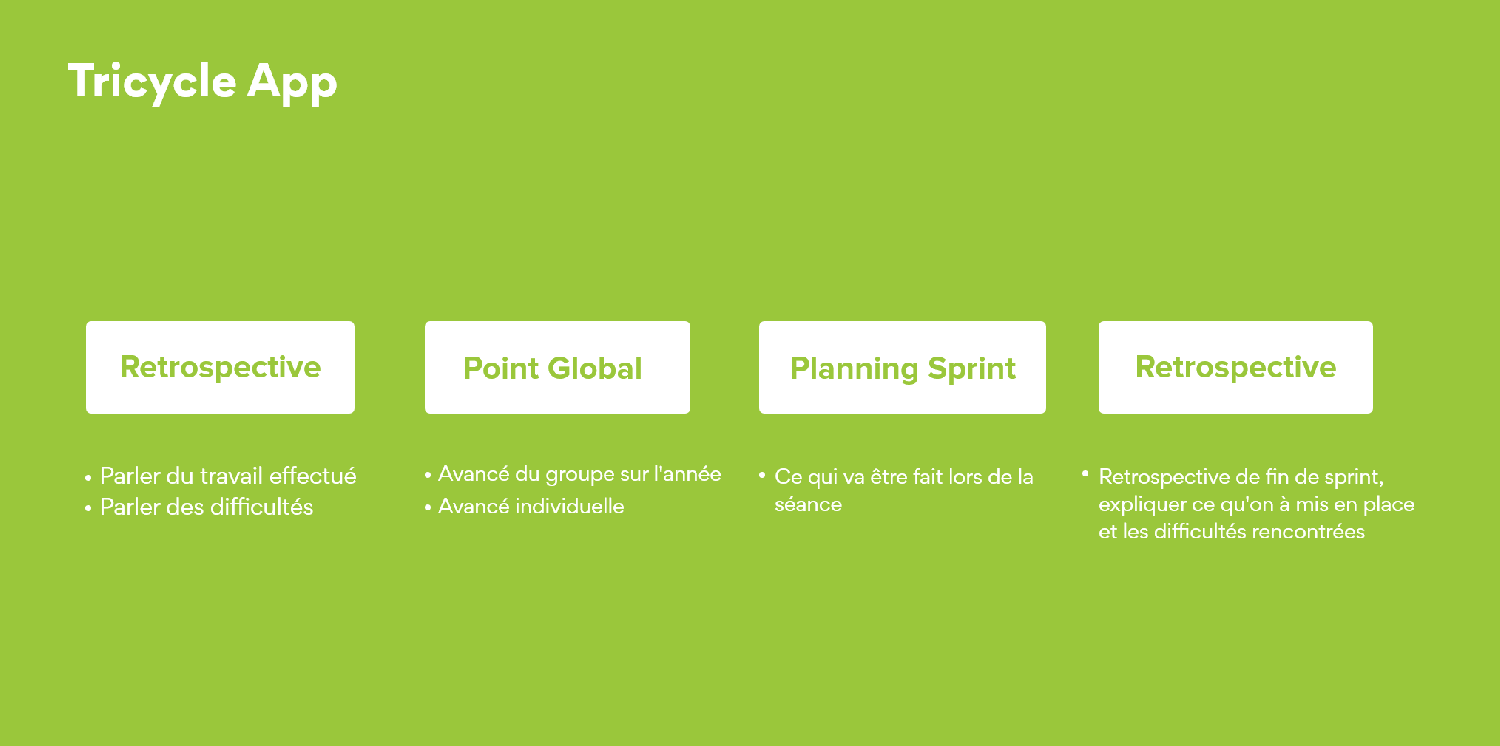 Tricycle App
Retrospective
• Parler du travail effectué
• Parler des difficultés
Point Global
• Avancé du groupe sur l'année
• Avancé individuelle
Planning Sprint
• Ce qui va être fait lors de la
séance
Retrospective
• Retrospective de fin de sprint,
expliquer ce qu'on à mis en place
et les difficultés rencontrées